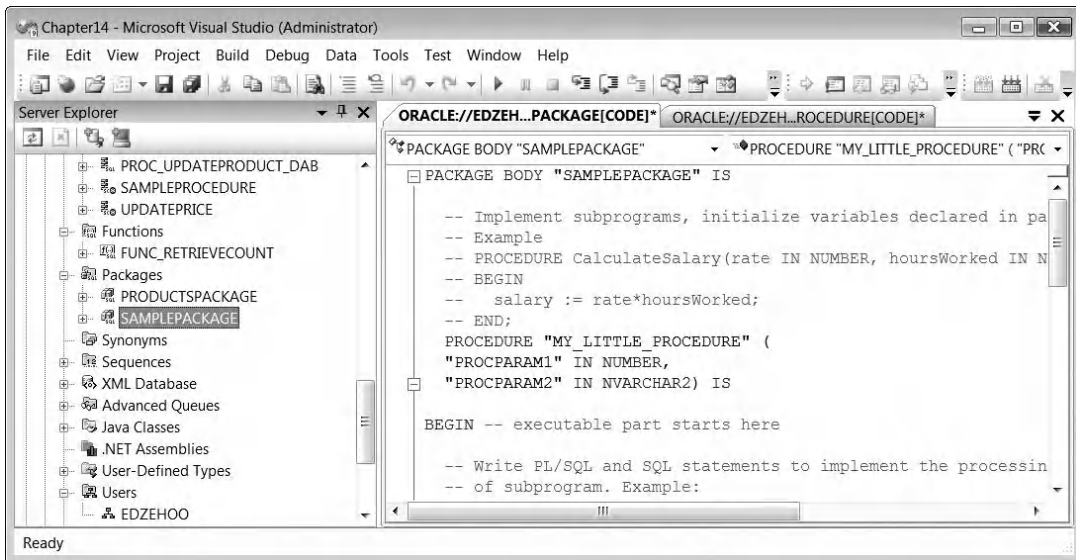 Chapter14 - Microsoft Visual Studio (Administrator)
File Edit View Project Build Debug Data Tools Test Window Help
Server Explorer
PROC_UPDATEPRODUCT_DAB
SAMPLEPROCEDURE
UPDATEPRICE
Functions
FUNC_RETRIEVECOUNT
Packages
PRODUCTSPACKAGE
SAMPLEPACKAGE
Synonyms
Sequences
XML Database
Advanced Queues
Java Classes
.NET Assemblies
User-Defined Types
Users
EDZEHOO
ORACLE://EDZEH...PACKAGE[CODE]* ORACLE://EDZEH...ROCEDURE[CODE]*
PACKAGE BODY "SAMPLEPACKAGE" PROCEDURE "MY_LITTLE_PROCEDURE" ( "PR(
PACKAGE BODY "SAMPLEPACKAGE" IS
-- Implement subprograms, initialize variables declared in pa
-- Example
-- PROCEDURE CalculateSalary(rate IN NUMBER, hoursWorked IN N
-- BEGIN
--   salary := rate*hoursWorked;
-- END;
PROCEDURE "MY_LITTLE_PROCEDURE" (
"PROCPARAM1" IN NUMBER,
"PROCPARAM2" IN NVARCHAR2) IS
BEGIN -- executable part starts here
-- Write PL/SQL and SQL statements to implement the processin
-- of subprogram. Example:
Ready